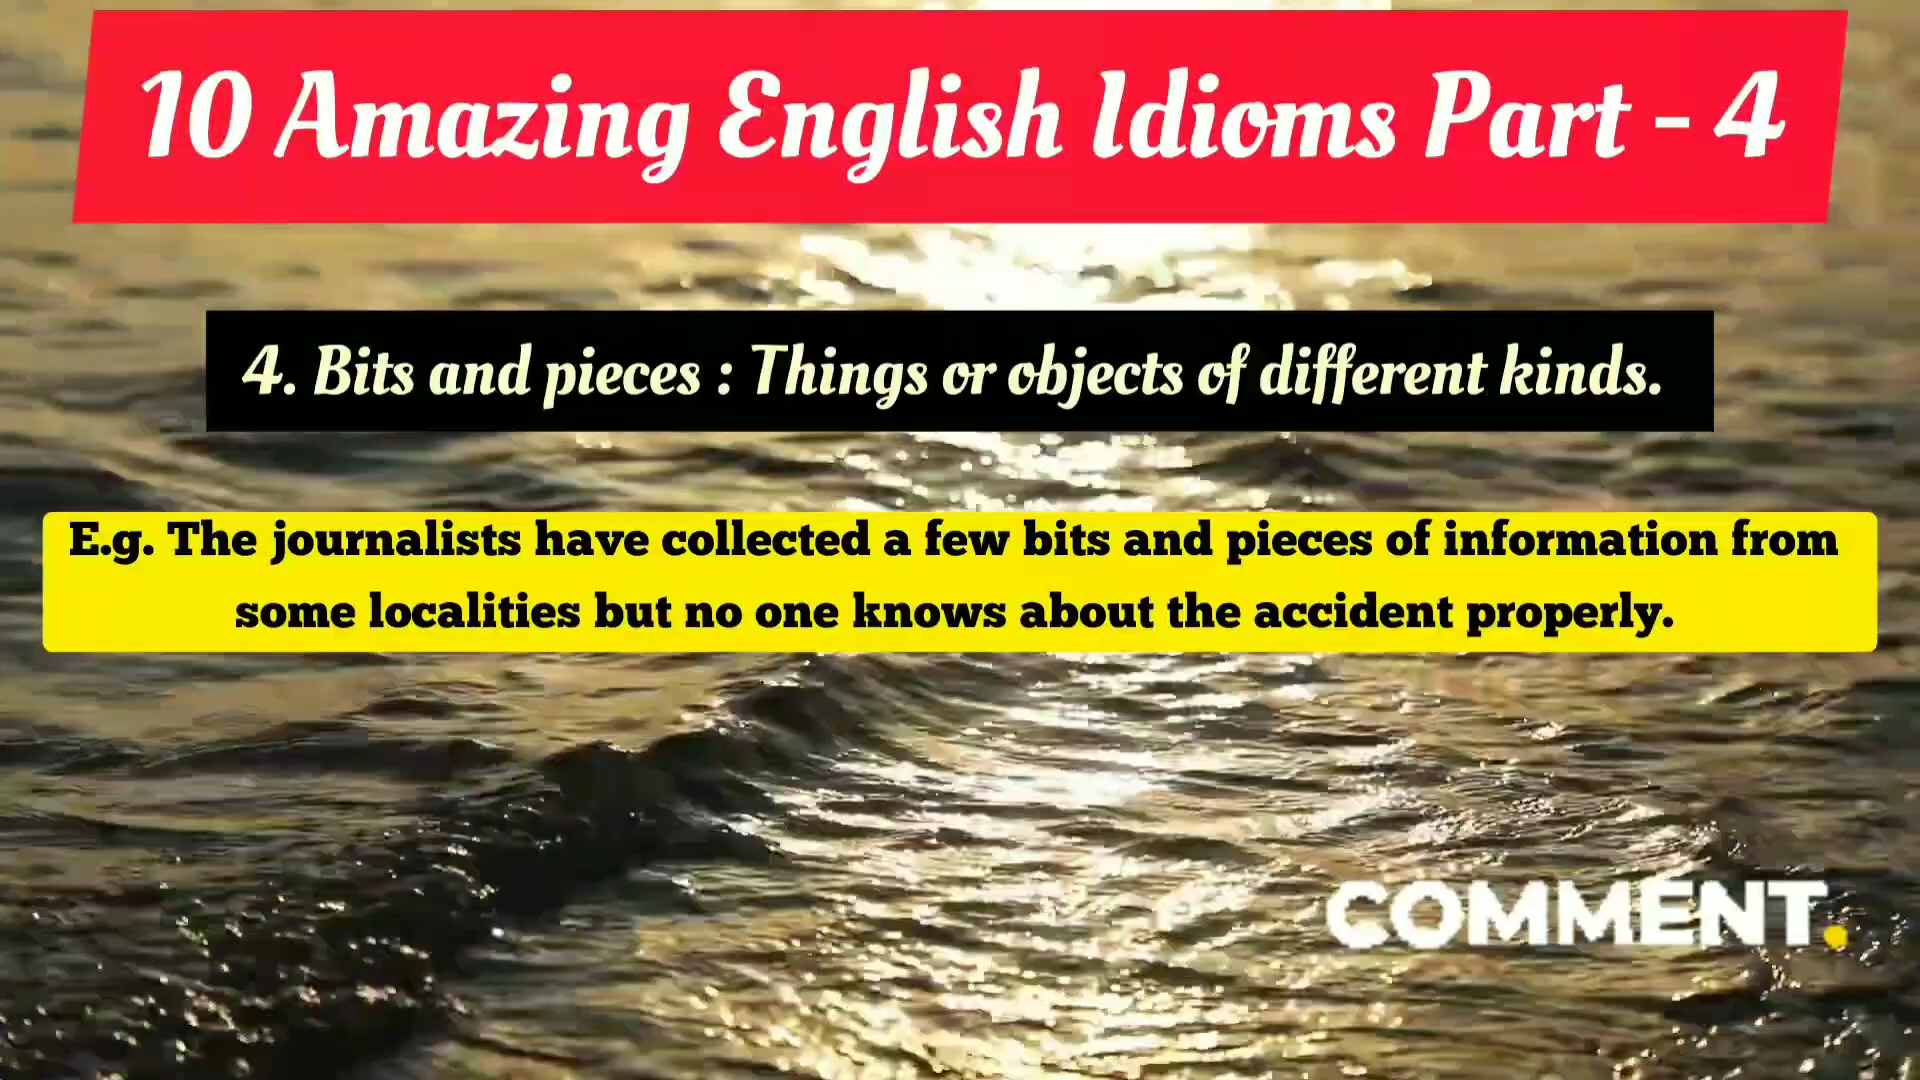 10 Amazing English Idioms Part - 4
4. Bits and pieces : Things or objects of different kinds.
E.g. The journalists have collected a few bits and pieces of information from
some localities but no one knows about the accident properly.
COMMENT.